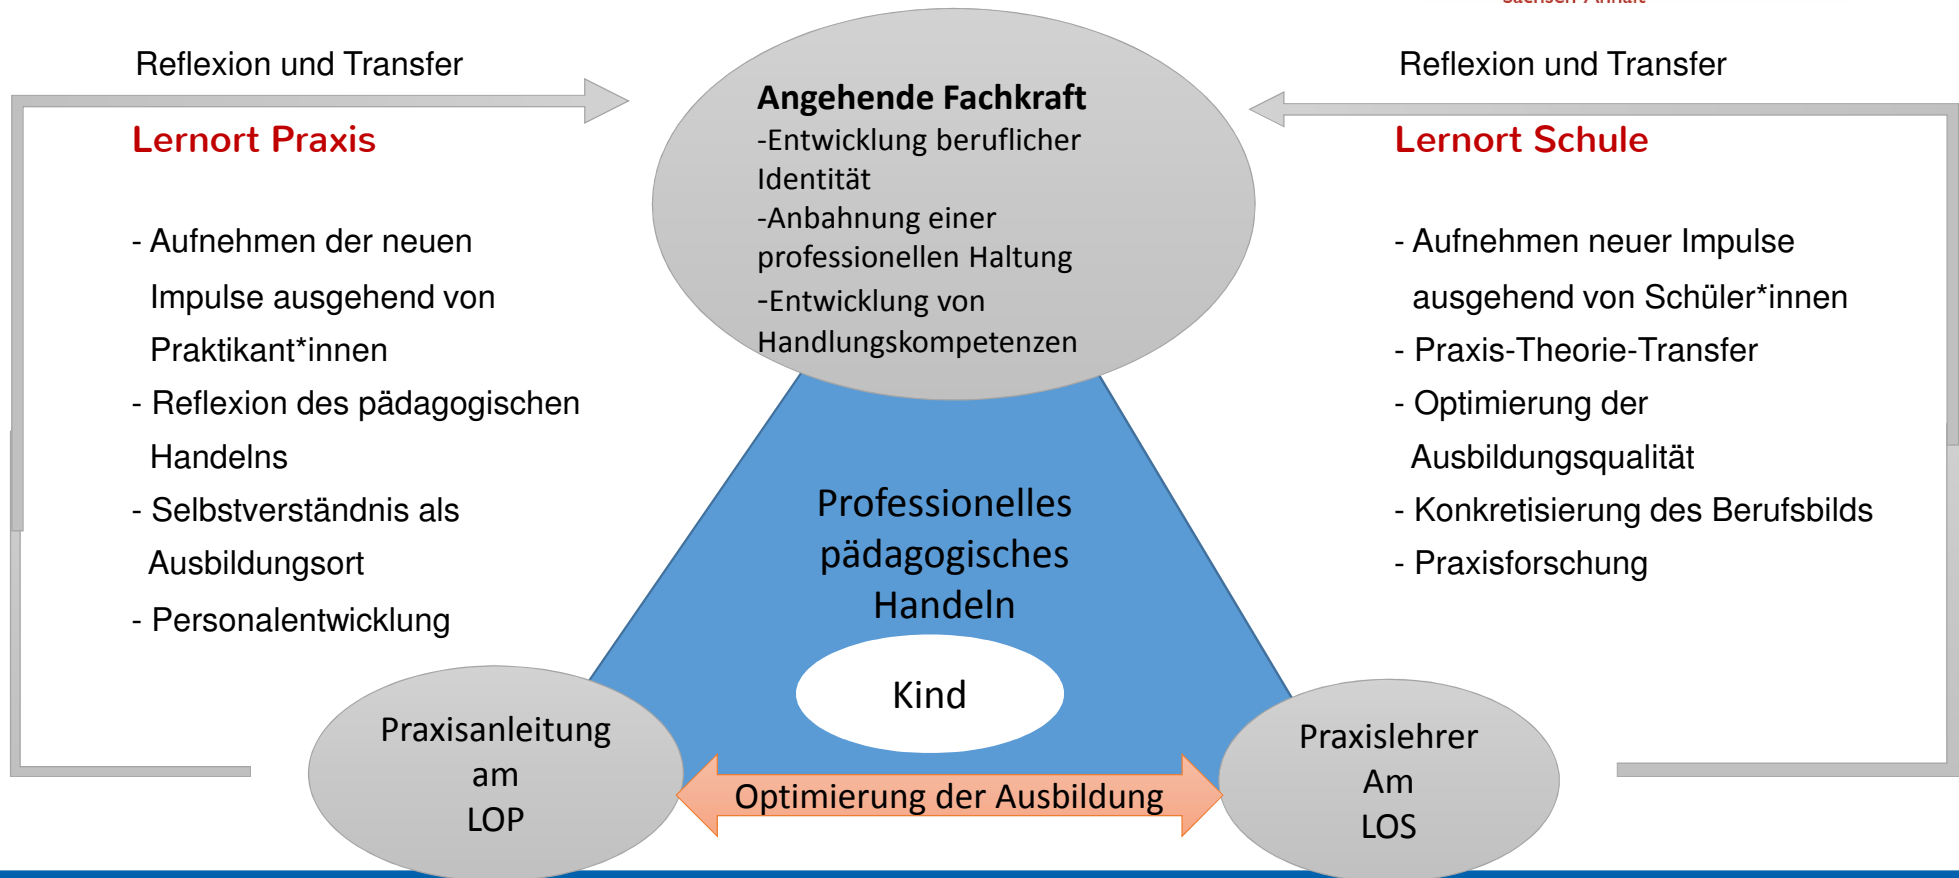 Sachsen-Anhalt
Reflexion und Transfer
Lernort Praxis
- Aufnehmen der neuen
Impulse ausgehend von
Praktikant*innen
- Reflexion des pädagogischen
Handelns
- Selbstverständnis als
Ausbildungsort
- Personalentwicklung
Angehende Fachkraft
-Entwicklung beruflicher
Identität
-Anbahnung einer
professionellen Haltung
-Entwicklung von
Handlungskompetenzen
Reflexion und Transfer
Lernort Schule
- Aufnehmen neuer Impulse
ausgehend von Schüler*innen
- Praxis-Theorie-Transfer
- Optimierung der
Ausbildungsqualität
- Konkretisierung des Berufsbilds
- Praxisforschung
Professionelles
pädagogisches
Handeln
Kind
Praxisanleitung
am
LOP
Optimierung der Ausbildung
Praxislehrer
Am
LOS